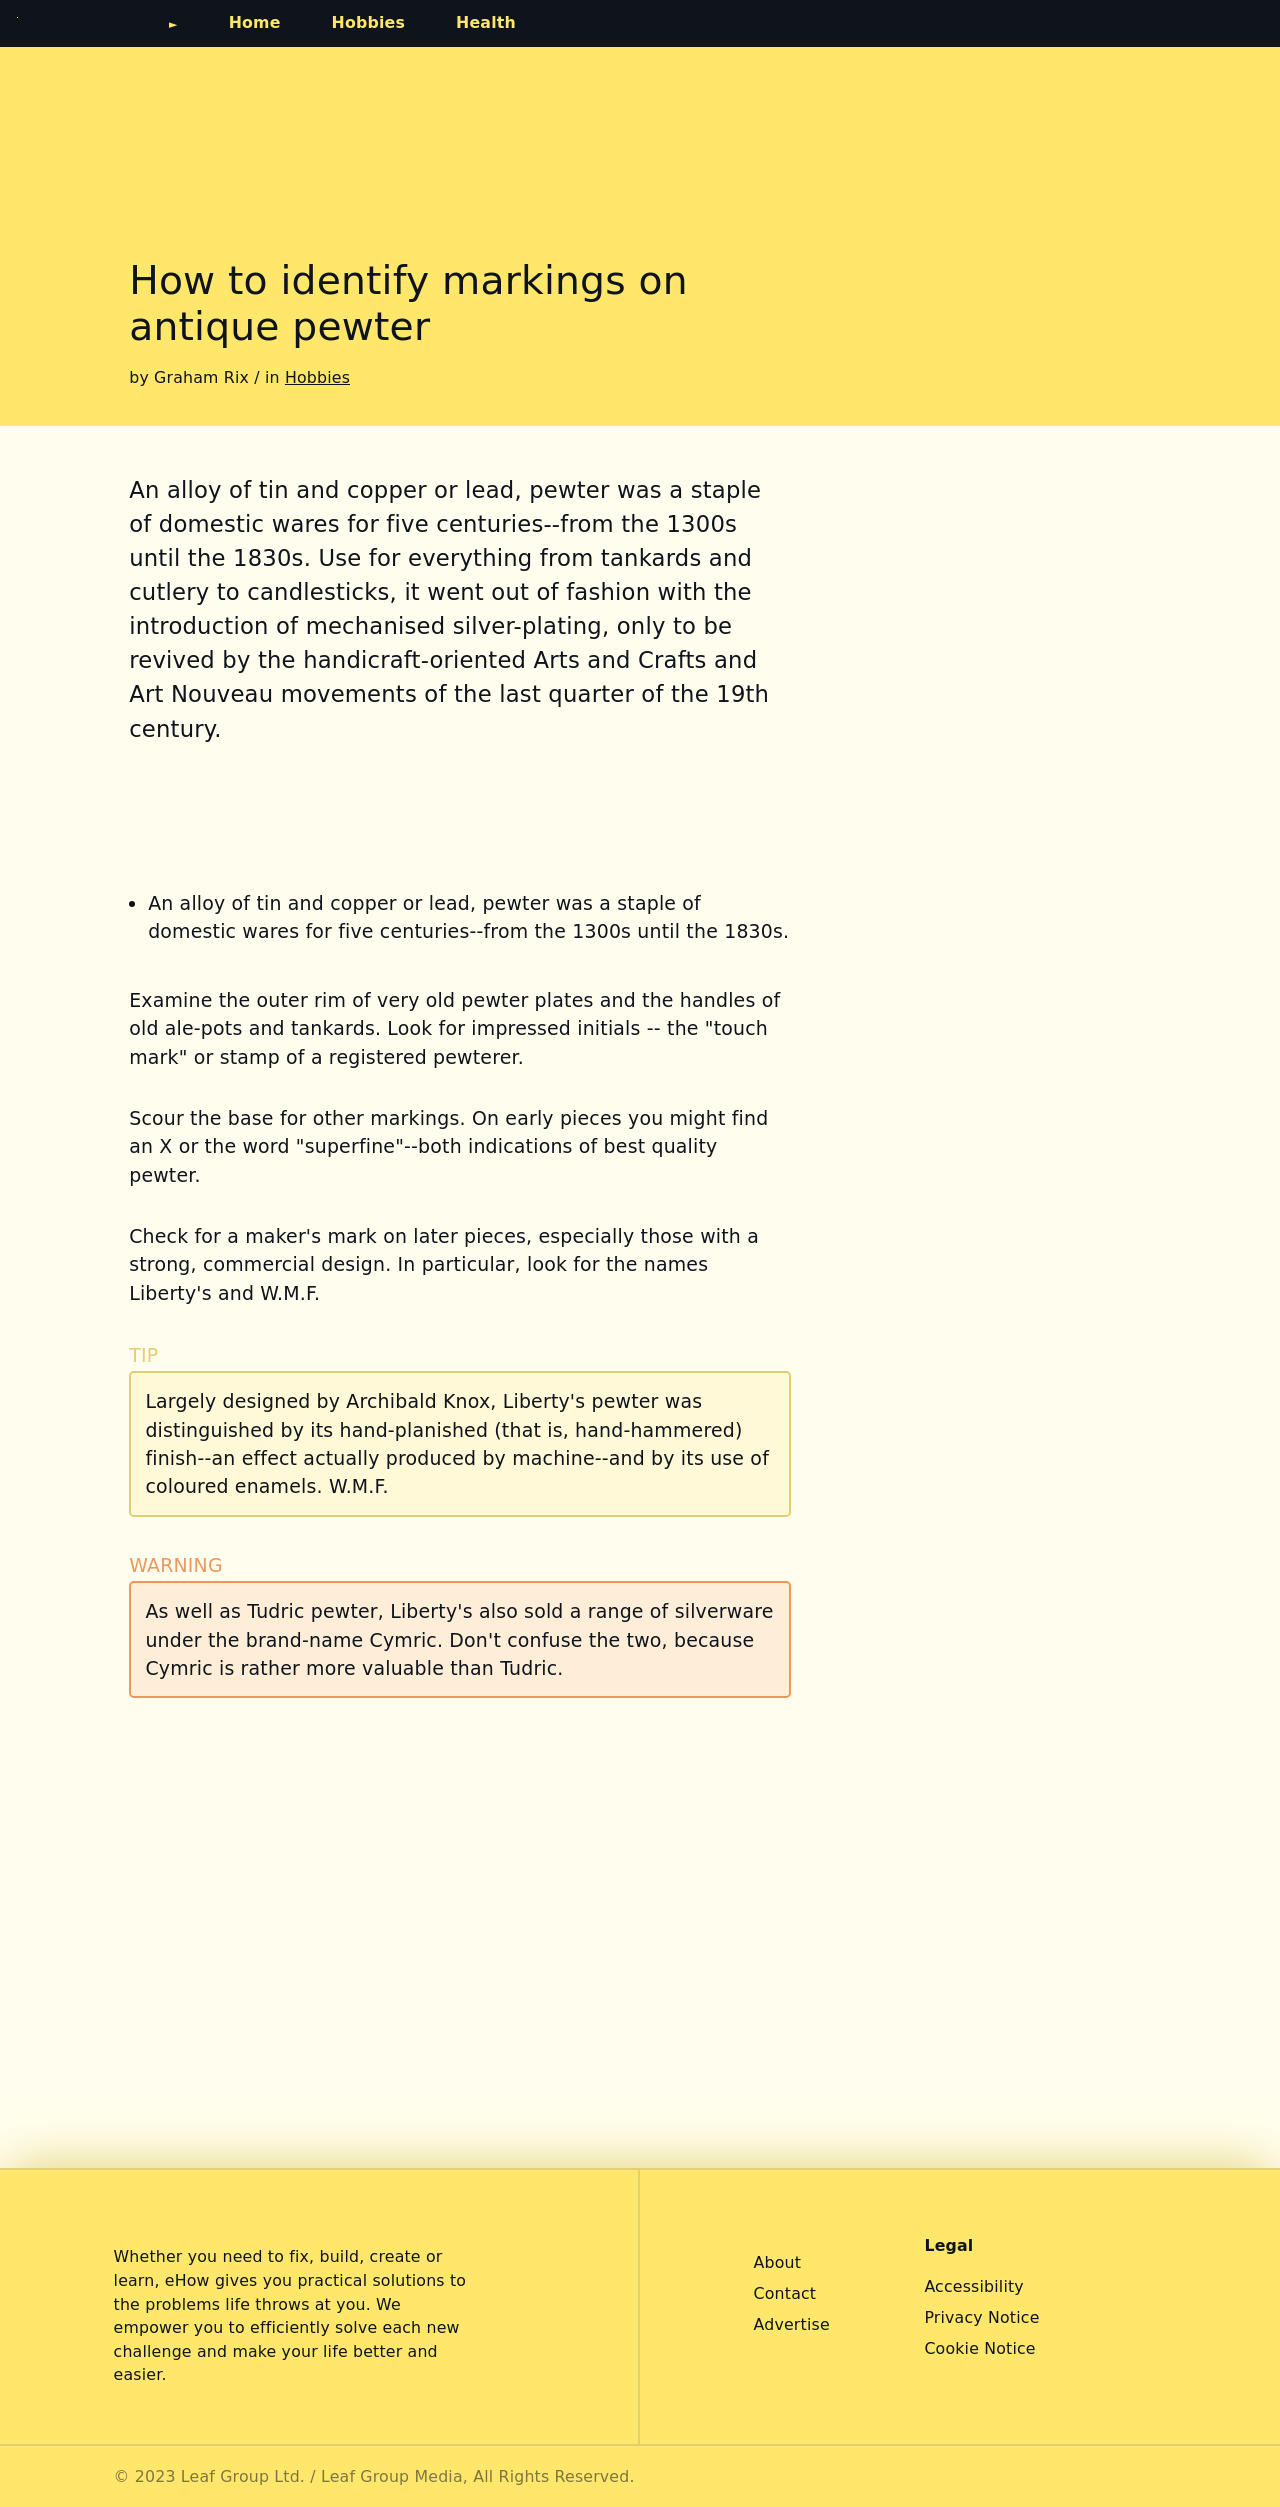 ► Home Hobbies Health
How to identify markings on
antique pewter
by Graham Rix / in Hobbies
An alloy of tin and copper or lead, pewter was a staple
of domestic wares for five centuries--from the 1300s
until the 1830s. Use for everything from tankards and
cutlery to candlesticks, it went out of fashion with the
introduction of mechanised silver-plating, only to be
revived by the handicraft-oriented Arts and Crafts and
Art Nouveau movements of the last quarter of the 19th
century.
• An alloy of tin and copper or lead, pewter was a staple of
domestic wares for five centuries--from the 1300s until the 1830s.
Examine the outer rim of very old pewter plates and the handles of
old ale-pots and tankards. Look for impressed initials -- the "touch
mark" or stamp of a registered pewterer.
Scour the base for other markings. On early pieces you might find
an X or the word "superfine"--both indications of best quality
pewter.
Check for a maker's mark on later pieces, especially those with a
strong, commercial design. In particular, look for the names
Liberty's and W.M.F.
TIP
Largely designed by Archibald Knox, Liberty's pewter was
distinguished by its hand-planished (that is, hand-hammered)
finish--an effect actually produced by machine--and by its use of
coloured enamels. W.M.F.
WARNING
As well as Tudric pewter, Liberty's also sold a range of silverware
under the brand-name Cymric. Don't confuse the two, because
Cymric is rather more valuable than Tudric.
Whether you need to fix, build, create or
learn, eHow gives you practical solutions to
the problems life throws at you. We
empower you to efficiently solve each new
challenge and make your life better and
easier.
About
Contact
Advertise
Legal
Accessibility
Privacy Notice
Cookie Notice
© 2023 Leaf Group Ltd. / Leaf Group Media, All Rights Reserved.